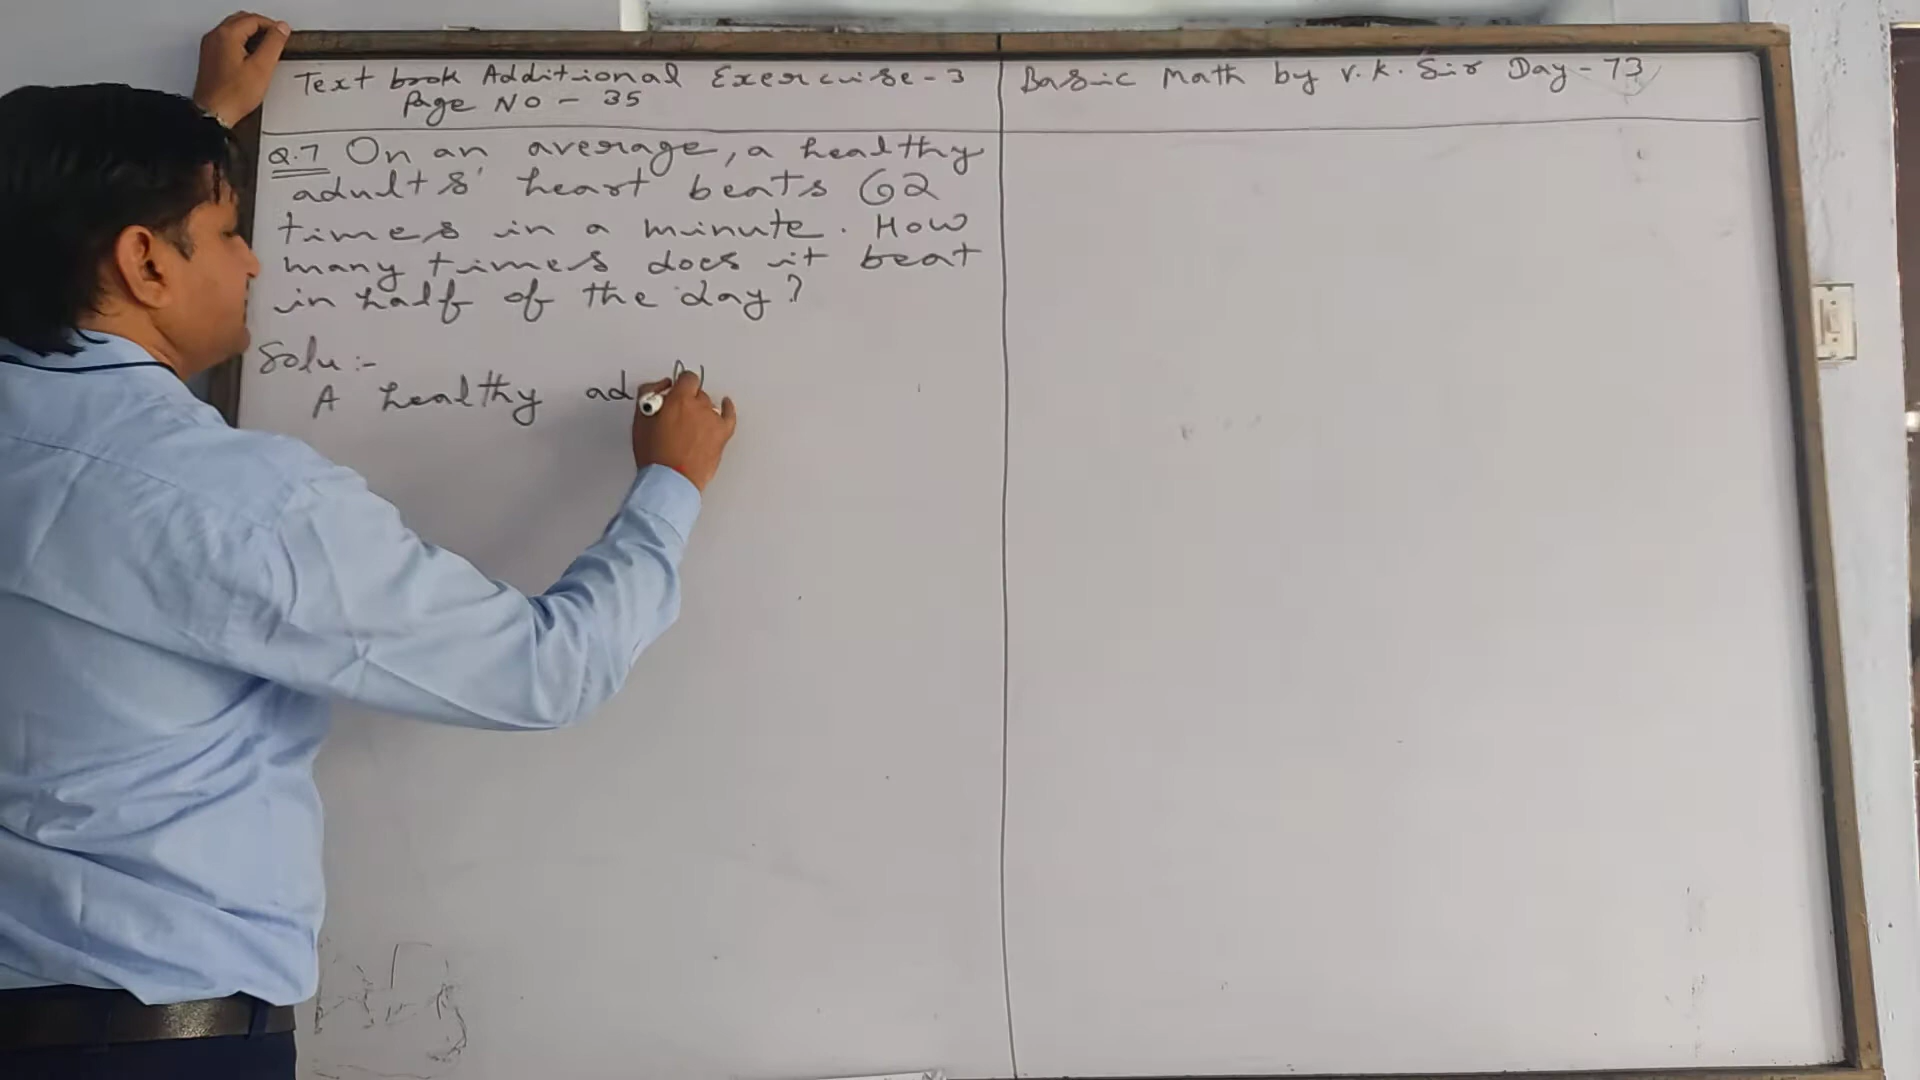 Text book Additional Exercise - 3
Page No - 35
Basic Math by V. K. Sir Day - 73
Q.7 On an average, a healthy
adults' heart beats 62
times in a minute. How
many times does it beat
in half of the day?
Solu :-
A healthy ad